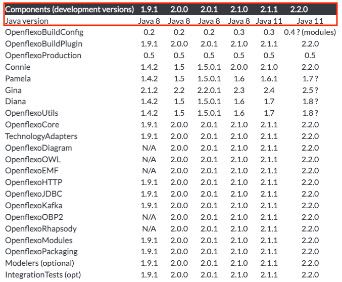 Components (development versions) 1.9.1 2.0.0 2.0.1 2.1.0 2.1.1 2.2.0
Java version Java 8 Java 8 Java 8 Java 8 Java 11 Java 11
OpenflexoBuildConfig 0.2 0.2 0.2 0.3 0.3 0.4 ? (modules)
OpenflexoBuildPlugin 1.9.1 2.0.0 2.0.1 2.1.0 2.1.1 2.2.0
OpenflexoProduction 0.5 0.5 0.5 0.5 0.5 0.5
Connie 1.4.2 1.5 1.5.0.1 2.0.0 2.1.0 2.2.0
Pamela 1.4.2 1.5 1.5.0.1 1.6 1.6.1 1.7 ?
Gina 2.1.2 2.2 2.2.0.1 2.3 2.4 2.5 ?
Diana 1.4.2 1.5 1.5.0.1 1.6 1.7 1.8 ?
OpenflexoUtils 1.4.2 1.5 1.5.0.1 1.6 1.7 1.8 ?
OpenflexoCore 1.9.1 2.0.0 2.0.1 2.1.0 2.1.1 2.2.0
TechnologyAdapters 1.9.1 2.0.0 2.0.1 2.1.0 2.1.1 2.2.0
OpenflexoDiagram N/A 2.0.0 2.0.1 2.1.0 2.1.1 2.2.0
OpenflexoOWL N/A 2.0.0 2.0.1 2.1.0 2.1.1 2.2.0
OpenflexoEMF N/A 2.0.0 2.0.1 2.1.0 2.1.1 2.2.0
OpenflexoHTTP 1.9.1 2.0.0 2.0.1 2.1.0 2.1.1 2.2.0
OpenflexoJDBC 1.9.1 2.0.0 2.0.1 2.1.0 2.1.1 2.2.0
OpenflexoKafka 1.9.1 2.0.0 2.0.1 2.1.0 2.1.1 2.2.0
OpenflexoOBP2 N/A 2.0.0 2.0.1 2.1.0 2.1.1 2.2.0
OpenflexoRhapsody N/A 2.0.0 2.0.1 2.1.0 2.1.1 2.2.0
OpenflexoModules 1.9.1 2.0.0 2.0.1 2.1.0 2.1.1 2.2.0
OpenflexoPackaging 1.9.1 2.0.0 2.0.1 2.1.0 2.1.1 2.2.0
Modelers (optional) 1.9.1 2.0.0 2.0.1 2.1.0 2.1.1 2.2.0
IntegrationTests (opt) 1.9.1 2.0.0 2.0.1 2.1.0 2.1.1 2.2.0